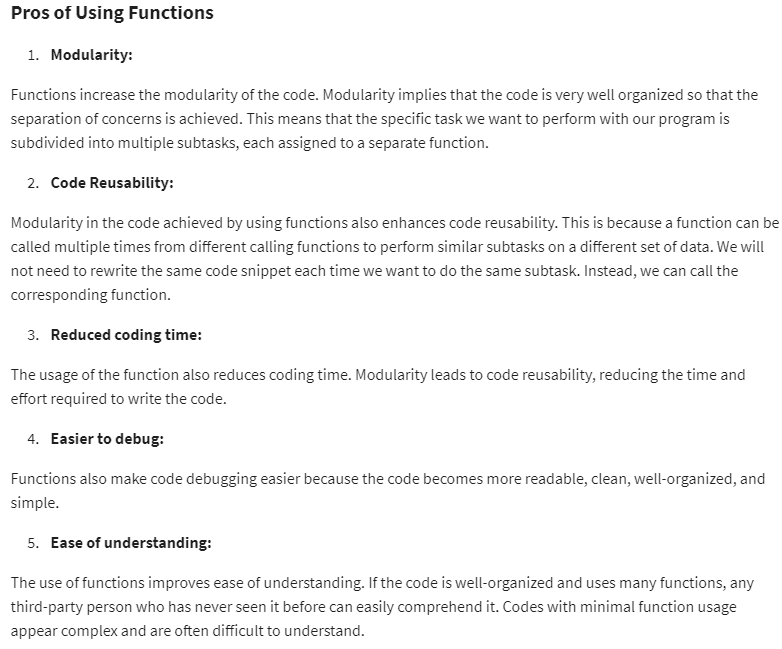 Pros of Using Functions
1. Modularity:
Functions increase the modularity of the code. Modularity implies that the code is very well organized so that the
separation of concerns is achieved. This means that the specific task we want to perform with our program is
subdivided into multiple subtasks, each assigned to a separate function.
2. Code Reusability:
Modularity in the code achieved by using functions also enhances code reusability. This is because a function can be
called multiple times from different calling functions to perform similar subtasks on a different set of data. We will
not need to rewrite the same code snippet each time we want to do the same subtask. Instead, we can call the
corresponding function.
3. Reduced coding time:
The usage of the function also reduces coding time. Modularity leads to code reusability, reducing the time and
effort required to write the code.
4. Easier to debug:
Functions also make code debugging easier because the code becomes more readable, clean, well-organized, and
simple.
5. Ease of understanding:
The use of functions improves ease of understanding. If the code is well-organized and uses many functions, any
third-party person who has never seen it before can easily comprehend it. Codes with minimal function usage
appear complex and are often difficult to understand.